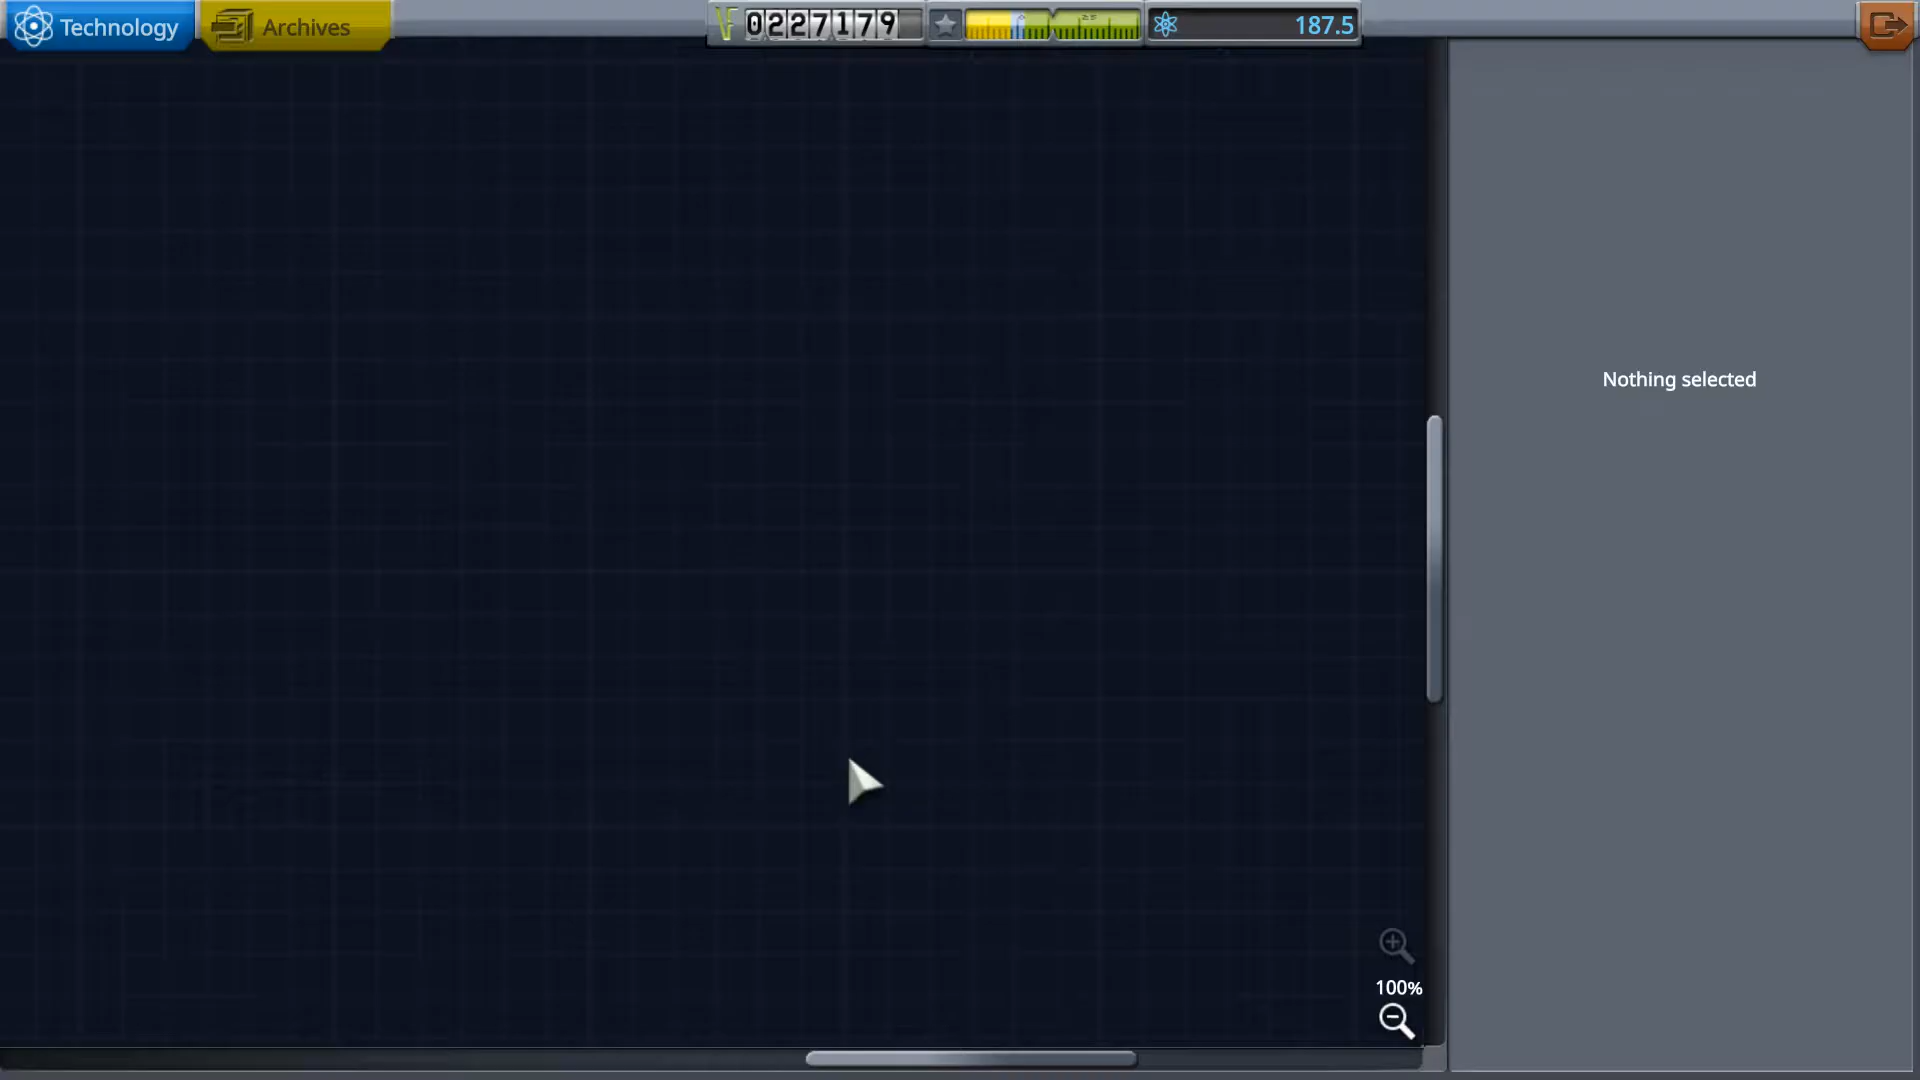 Technology
Archives
0227179
187.5
Nothing selected
100%